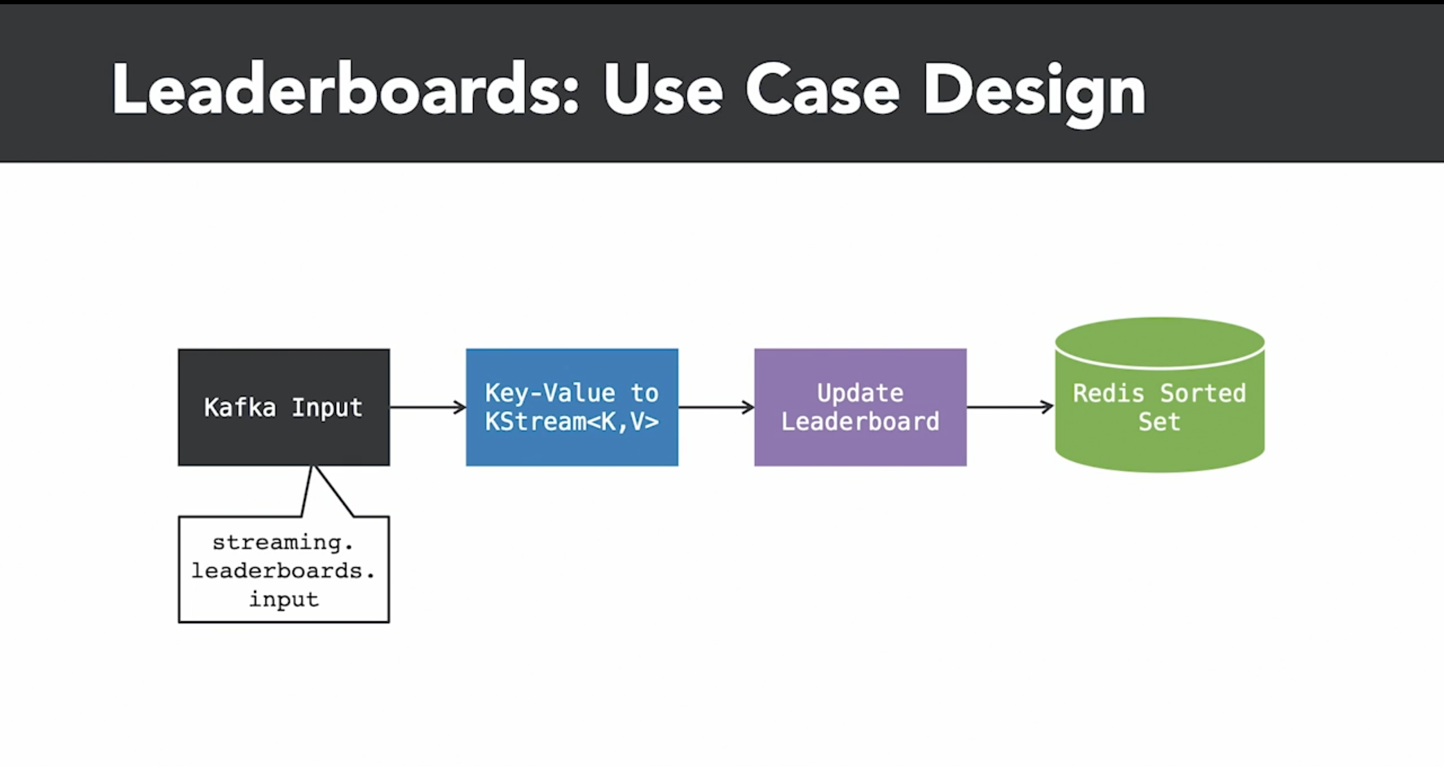 Leaderboards: Use Case Design
Kafka Input
Key-Value to
KStream<K,V>
Update
Leaderboard
Redis Sorted
Set
streaming.
leaderboards.
input